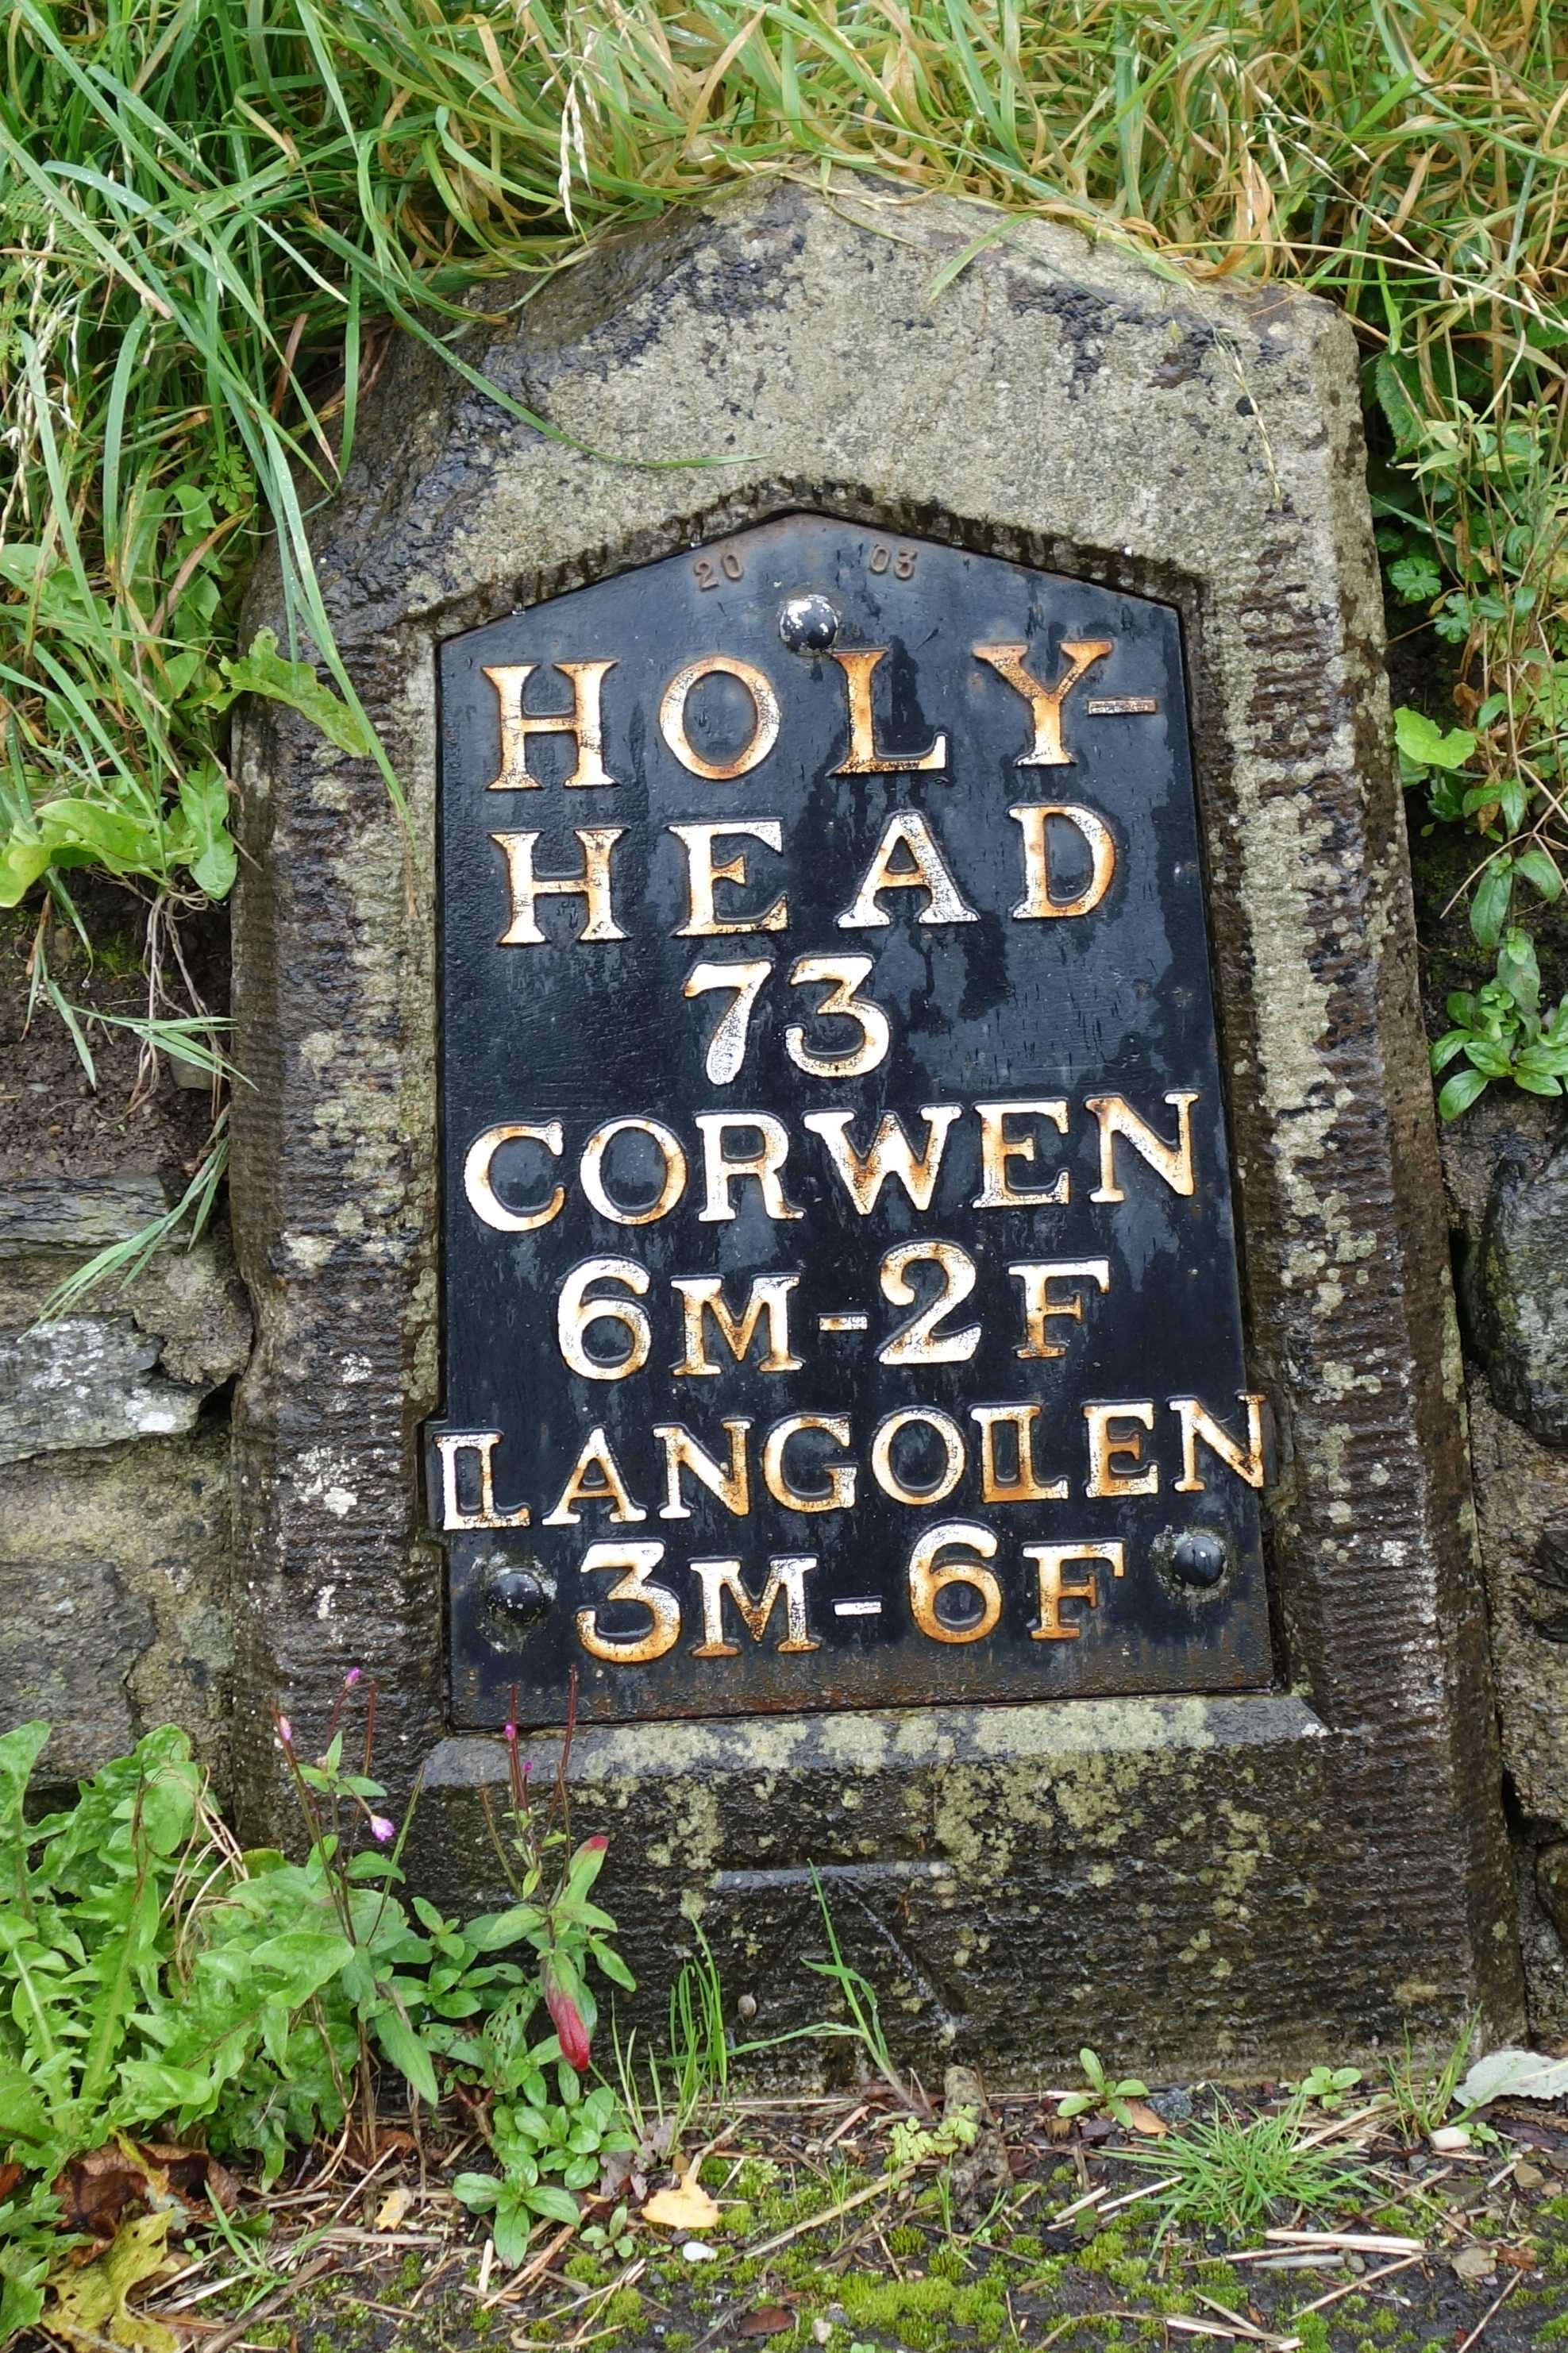 20 03
HOLY-
HEAD
73
CORWEN
6M-2F
LLANGOLLEN
3M-6F